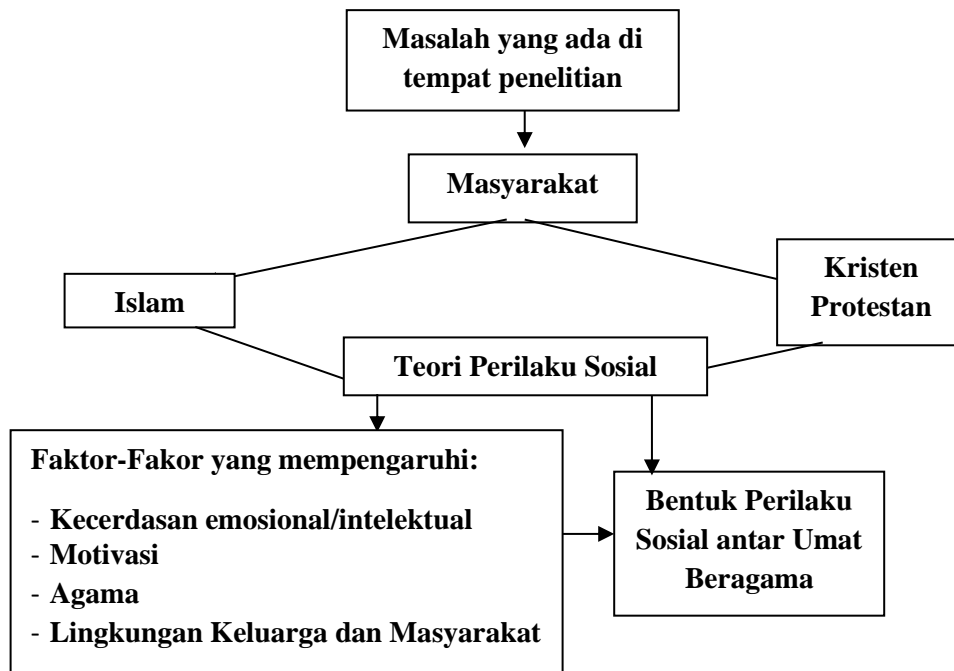 Masalah yang ada di
tempat penelitian
Masyarakat
Islam
Kristen
Protestan
Teori Perilaku Sosial
Faktor-Fakor yang mempengaruhi:
- Kecerdasan emosional/intelektual
- Motivasi
- Agama
- Lingkungan Keluarga dan Masyarakat
Bentuk Perilaku
Sosial antar Umat
Beragama